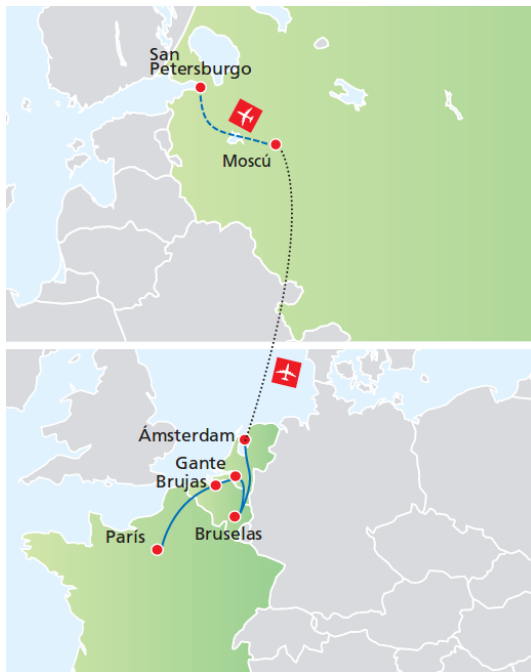 San
Petersburgo
Moscú
Ámsterdam
Gante
Brujas
París
Bruselas